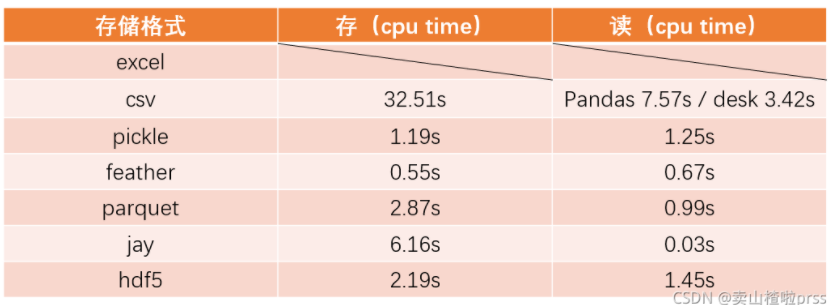 存储格式 存（cpu time） 读（cpu time）
excel
csv 32.51s Pandas 7.57s / desk 3.42s
pickle 1.19s 1.25s
feather 0.55s 0.67s
parquet 2.87s 0.99s
jay 6.16s 0.03s
hdf5 2.19s 1.45s
CSDN @卖山楂啦prss